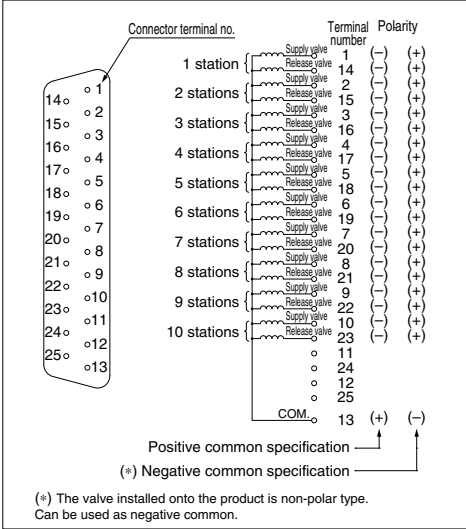 Connector terminal no.
Terminal number Polarity
14 1
15 2
16 3
17 4
18 5
19 6
20 7
21 8
22 9
23 10
24 11
25 12
13
1 station Supply valve 1 (–) (+)
Release valve 14 (–) (+)
2 stations Supply valve 2 (–) (+)
Release valve 15 (–) (+)
3 stations Supply valve 3 (–) (+)
Release valve 16 (–) (+)
4 stations Supply valve 4 (–) (+)
Release valve 17 (–) (+)
5 stations Supply valve 5 (–) (+)
Release valve 18 (–) (+)
6 stations Supply valve 6 (–) (+)
Release valve 19 (–) (+)
7 stations Supply valve 7 (–) (+)
Release valve 20 (–) (+)
8 stations Supply valve 8 (–) (+)
Release valve 21 (–) (+)
9 stations Supply valve 9 (–) (+)
Release valve 22 (–) (+)
10 stations Supply valve 10 (–) (+)
Release valve 23 (–) (+)
11
24
12
25
COM. 13 (+) (–)
Positive common specification
(*) Negative common specification
(*) The valve installed onto the product is non-polar type.
Can be used as negative common.